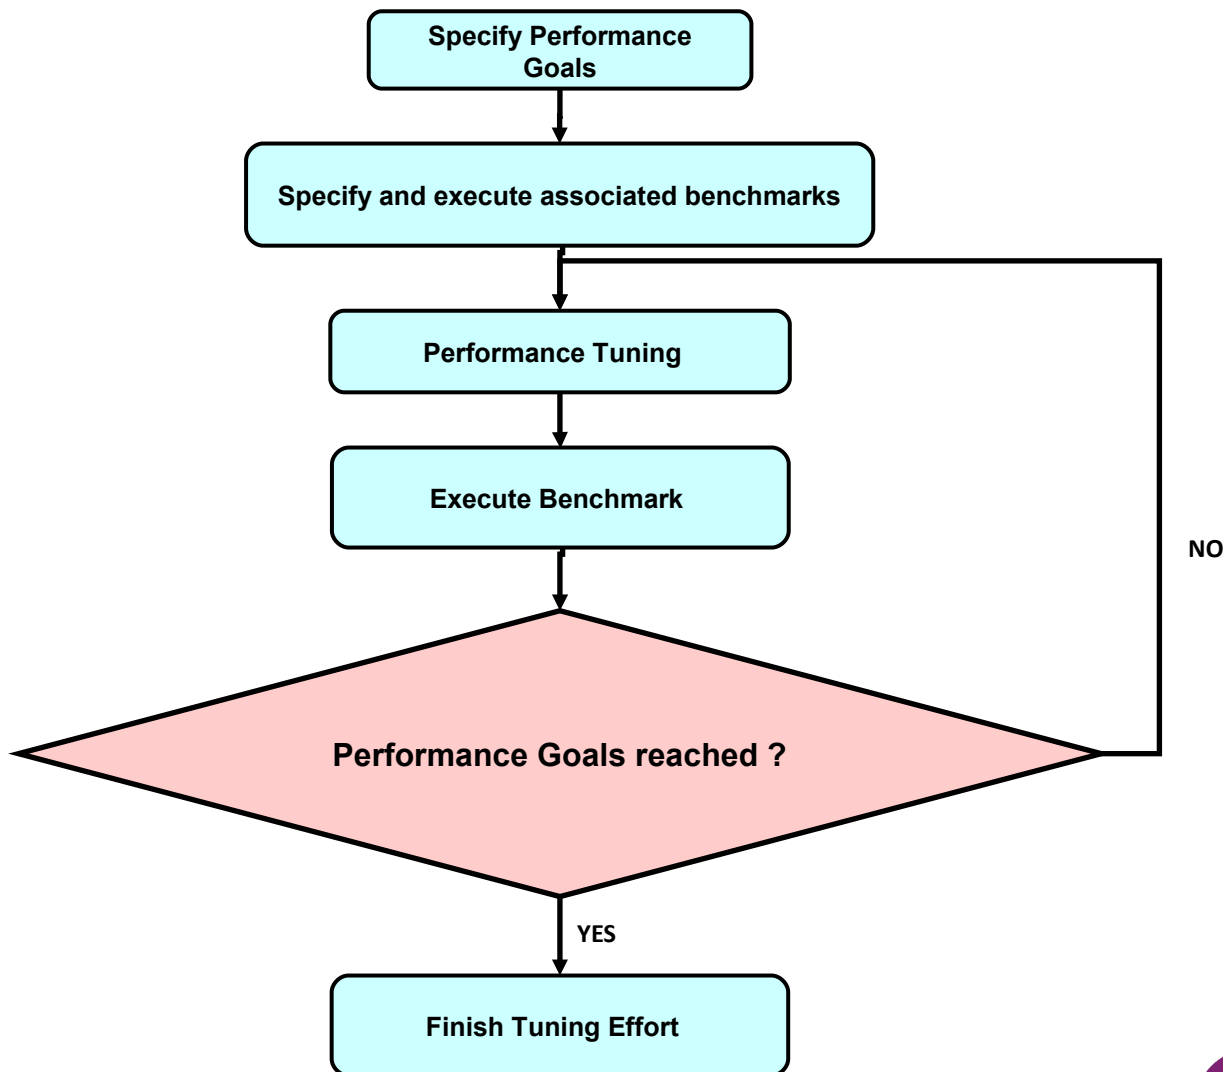 Specify Performance
Goals
Specify and execute associated benchmarks
Performance Tuning
Execute Benchmark
NO
Performance Goals reached ?
YES
Finish Tuning Effort